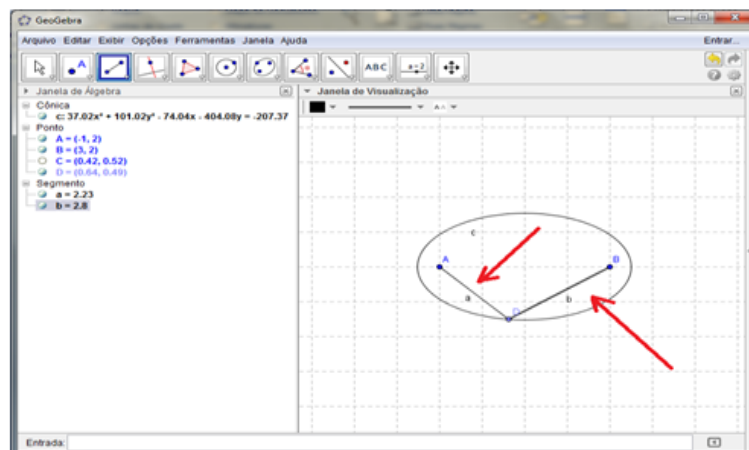 GeoGebra
Arquivo Editar Exibir Opções Ferramentas Janela Ajuda Entrar...
A ABC a=2
Janela de Álgebra
Cônica
c: 37.02x² + 101.02y² - 74.04x - 404.08y = -207.37
Ponto
A = (-1, 2)
B = (3, 2)
C = (0.42, 0.52)
D = (0.64, 0.49)
Segmento
a = 2.23
b = 2.8
Janela de Visualização
c
A
B
a
b
D
Entrada: